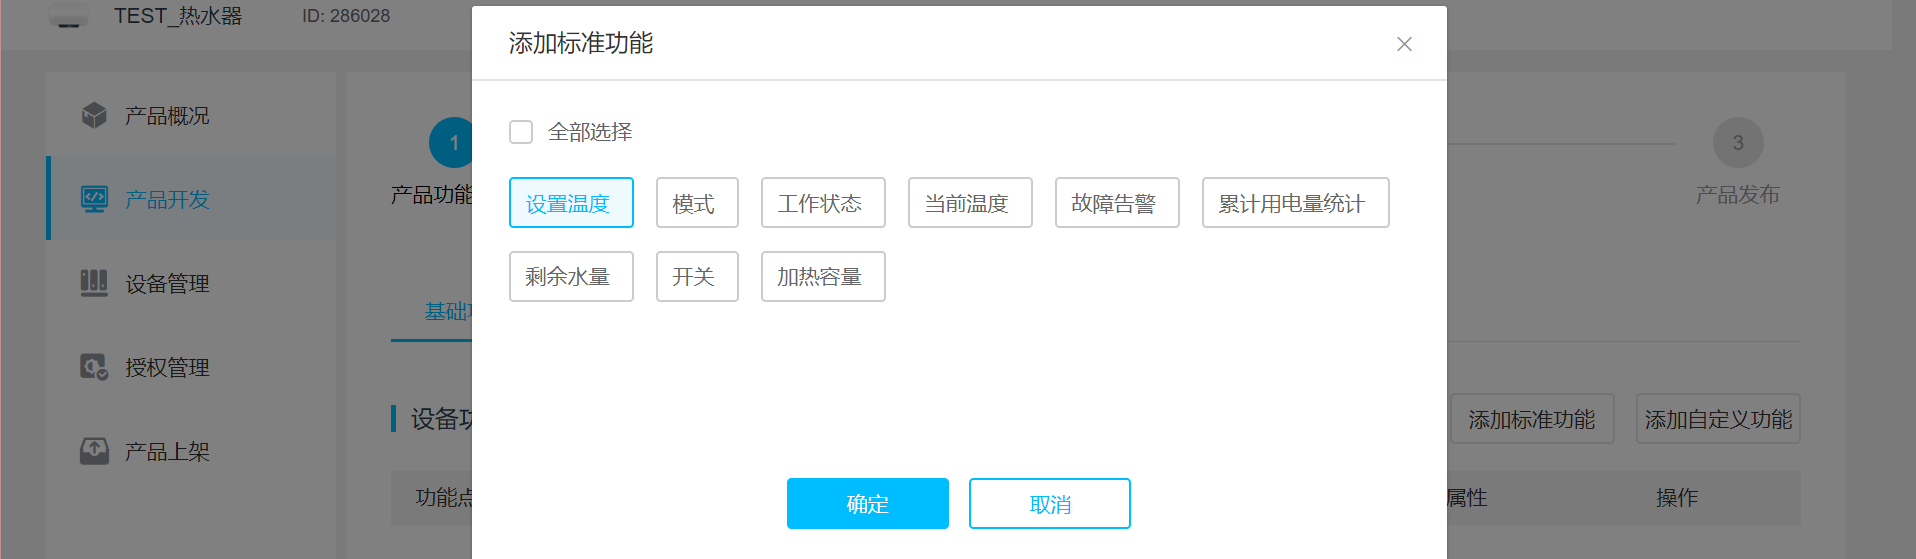 TEST_热水器 ID: 286028
添加标准功能
产品概况
产品开发
设备管理
授权管理
产品上架
1
产品功能
3
产品发布
全部选择
设置温度 模式 工作状态 当前温度 故障告警 累计用电量统计
剩余水量 开关 加热容量
基础
设备功
添加标准功能 添加自定义功能
功能点
属性 操作
确定 取消